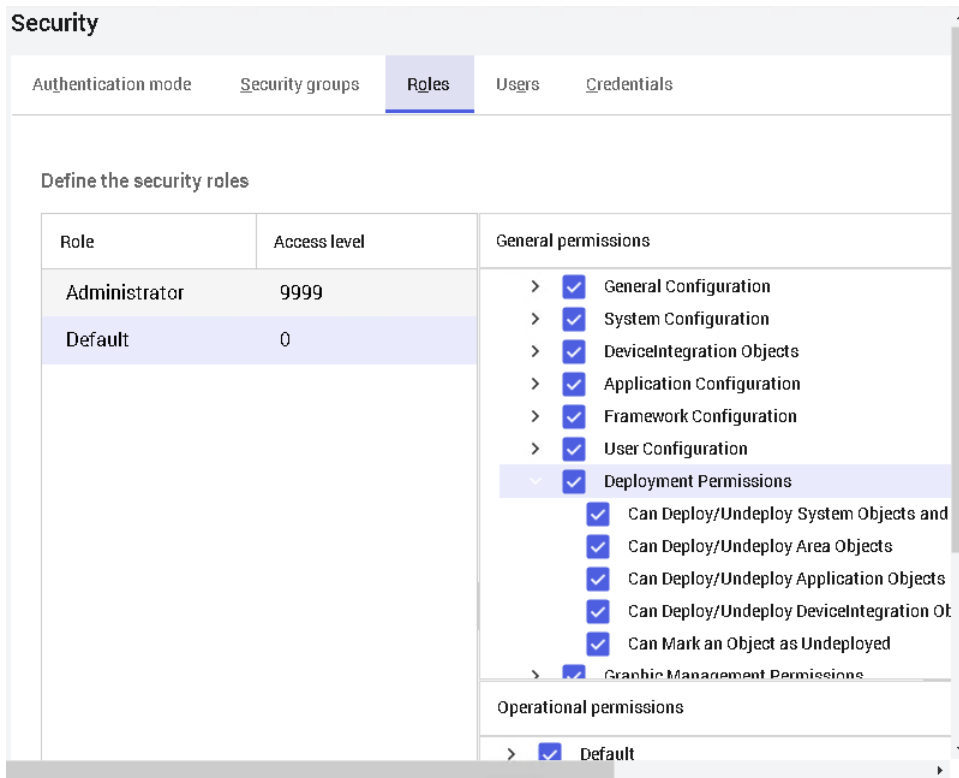 Security
Authentication mode Security groups Roles Users Credentials
Define the security roles
Role Access level General permissions
Administrator 9999
Default 0
General Configuration
System Configuration
DeviceIntegration Objects
Application Configuration
Framework Configuration
User Configuration
Deployment Permissions
Can Deploy/Undeploy System Objects and
Can Deploy/Undeploy Area Objects
Can Deploy/Undeploy Application Objects
Can Deploy/Undeploy DeviceIntegration Ob
Can Mark an Object as Undeployed
Graphic Management Permissions
Operational permissions
Default